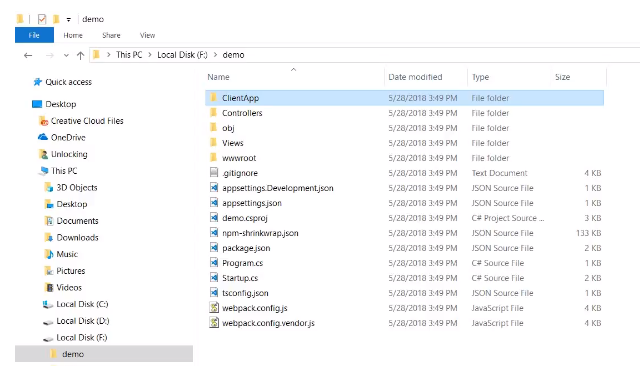 demo
File Home Share View
This PC Local Disk (F:) demo
Name Date modified Type Size
Quick access
Desktop
Creative Cloud Files
OneDrive
Unlocking
This PC
3D Objects
Desktop
Documents
Downloads
Music
Pictures
Videos
Local Disk (C:)
Local Disk (D:)
Local Disk (F:)
demo
ClientApp 5/28/2018 3:49 PM File folder
Controllers 5/28/2018 3:49 PM File folder
obj 5/28/2018 3:49 PM File folder
Views 5/28/2018 3:49 PM File folder
wwwroot 5/28/2018 3:49 PM File folder
.gitignore 5/28/2018 3:49 PM Text Document 4 KB
appsettings.Development.json 5/28/2018 3:49 PM JSON Source File 1 KB
appsettings.json 5/28/2018 3:49 PM JSON Source File 1 KB
demo.csproj 5/28/2018 3:49 PM C# Project Source ... 3 KB
npm-shrinkwrap.json 5/28/2018 3:49 PM JSON Source File 133 KB
package.json 5/28/2018 3:49 PM JSON Source File 2 KB
Program.cs 5/28/2018 3:49 PM C# Source File 1 KB
Startup.cs 5/28/2018 3:49 PM C# Source File 2 KB
tsconfig.json 5/28/2018 3:49 PM JSON Source File 1 KB
webpack.config.js 5/28/2018 3:49 PM JavaScript File 4 KB
webpack.config.vendor.js 5/28/2018 3:49 PM JavaScript File 4 KB